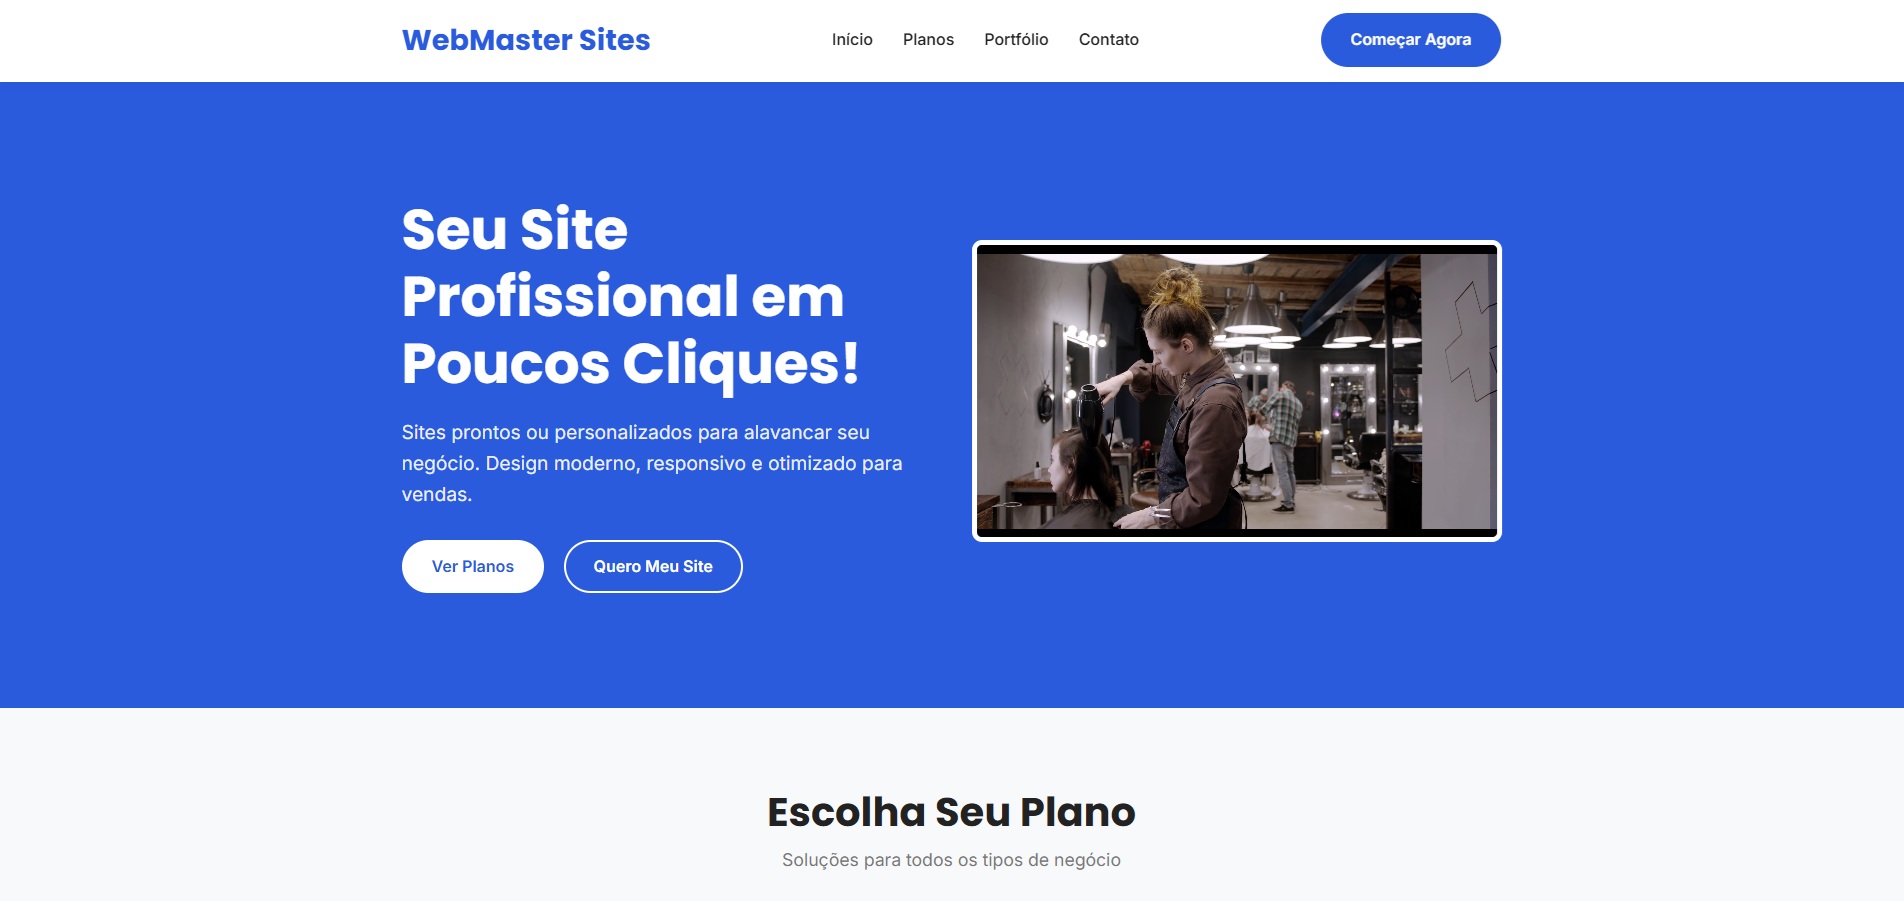 WebMaster Sites
Início
Planos
Portfólio
Contato
Começar Agora
Seu Site
Profissional em
Poucos Cliques!
Sites prontos ou personalizados para alavancar seu
negócio. Design moderno, responsivo e otimizado para
vendas.
Ver Planos
Quero Meu Site
Escolha Seu Plano
Soluções para todos os tipos de negócio